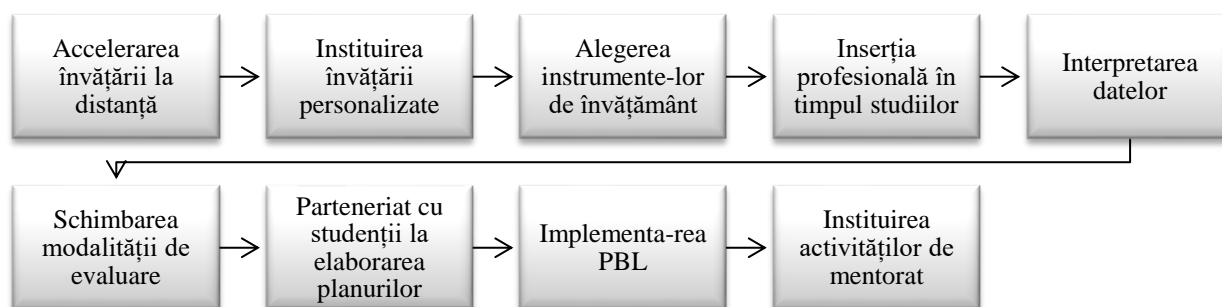 Accelerarea
învățării la
distanță
Instituirea
învățării
personalizate
Alegerea
instrumente-lor
de învățământ
Inserția
profesională în
timpul studiilor
Interpretarea
datelor
Schimbarea
modalității de
evaluare
Parteneriat cu
studenții la
elaborarea
planurilor
Implementa-rea
PBL
Instituirea
activităților de
mentorat